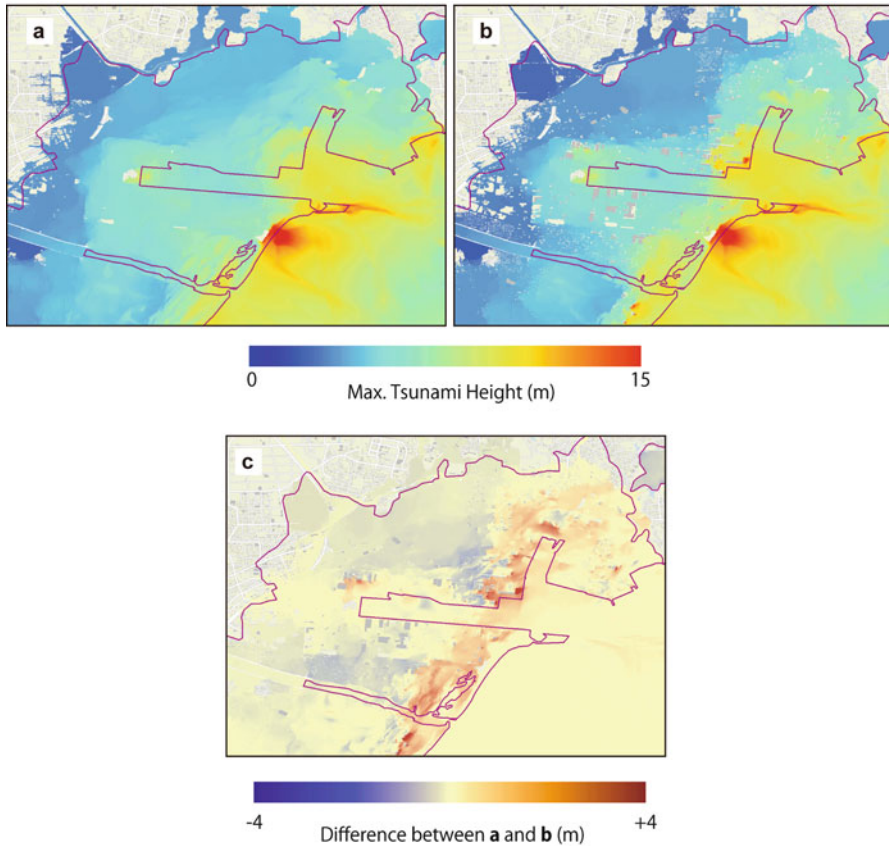 a
b
0
15
Max. Tsunami Height (m)
c
-4
+4
Difference between a and b (m)